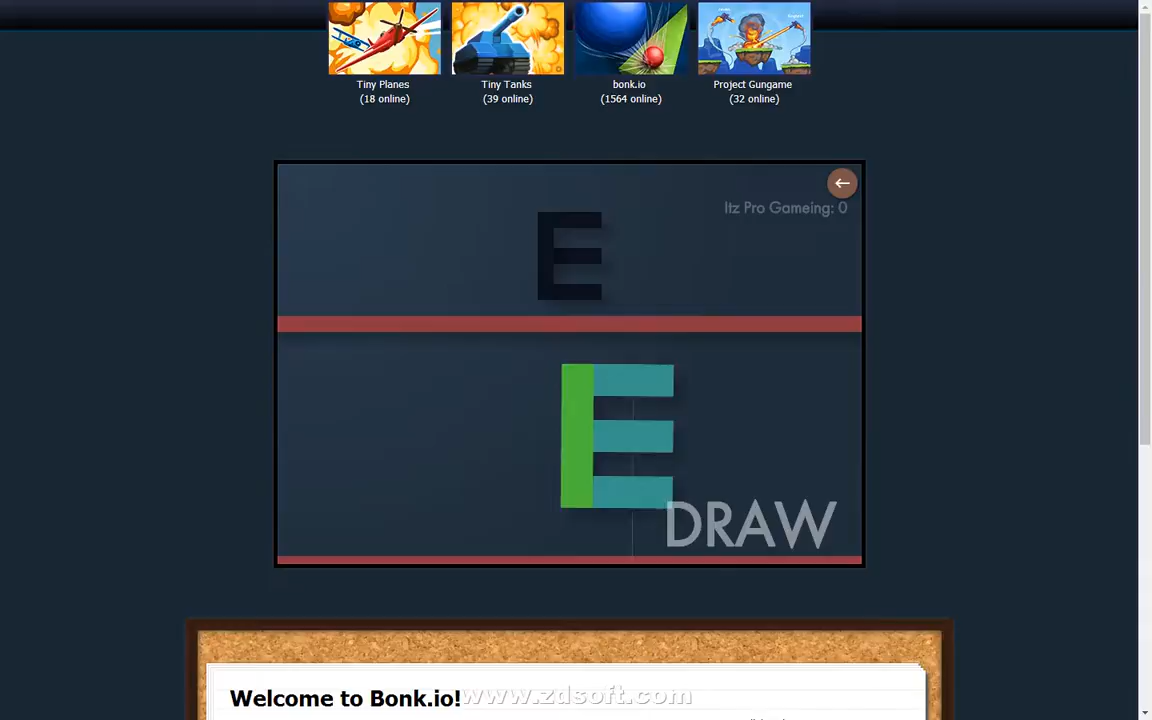 Tiny Planes
(18 online)
Tiny Tanks
(39 online)
bonk.io
(1564 online)
Project Gungame
(32 online)
Itz Pro Gameing: 0
E
E
DRAW
Welcome to Bonk.io!
www.zdsoft.com